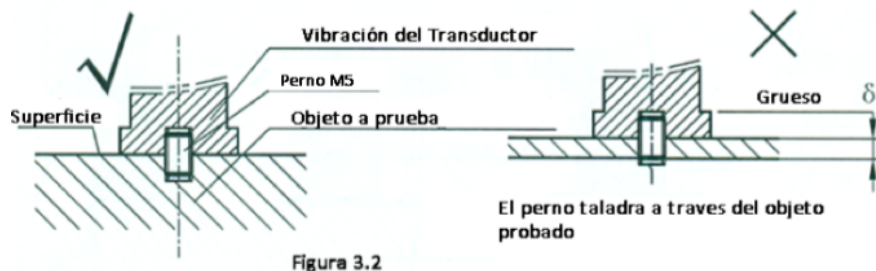 Vibración del Transductor
Perno M5
Superficie
Objeto a prueba
Grueso
δ
El perno taladra a traves del objeto
probado
Figura 3.2